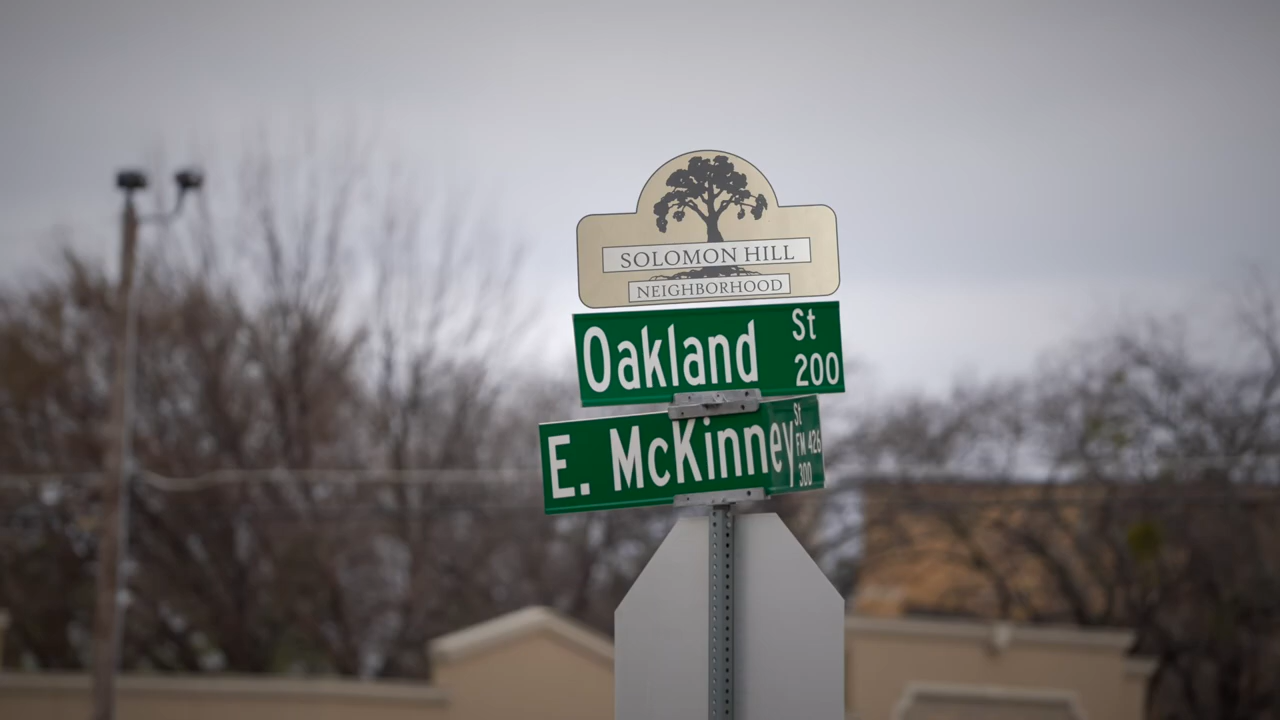 SOLOMON HILL
NEIGHBORHOOD
Oakland St 200
E. McKinney St FM 426 300